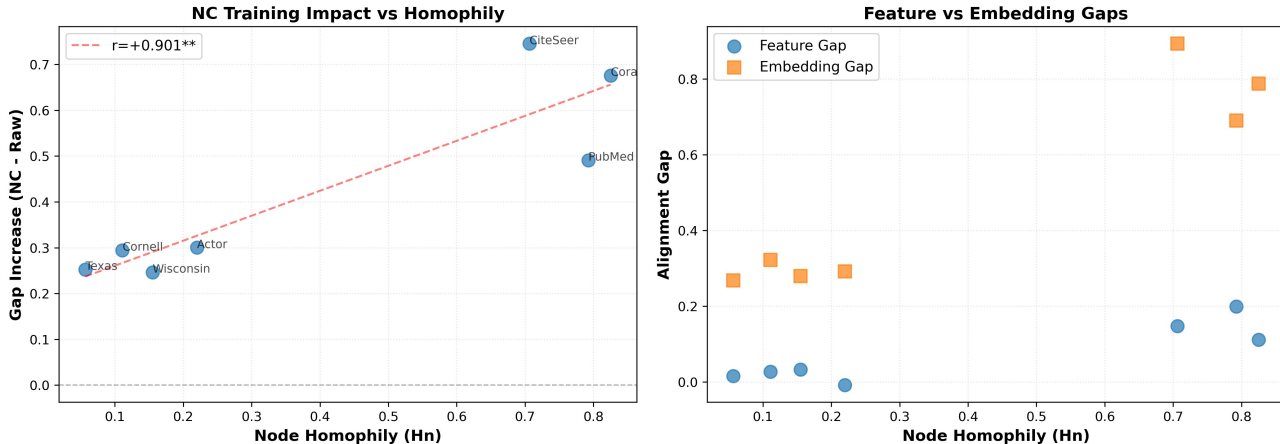 NC Training Impact vs Homophily
r=+0.901**
CiteSeer
Cora
PubMed
Cornell
Actor
Texas
Wisconsin
0.7
0.6
0.5
0.4
0.3
0.2
0.1
0.0
Gap Increase (NC - Raw)
0.1 0.2 0.3 0.4 0.5 0.6 0.7 0.8
Node Homophily (Hn)
Feature vs Embedding Gaps
Feature Gap
Embedding Gap
0.8
0.6
0.4
0.2
0.0
Alignment Gap
0.1 0.2 0.3 0.4 0.5 0.6 0.7 0.8
Node Homophily (Hn)